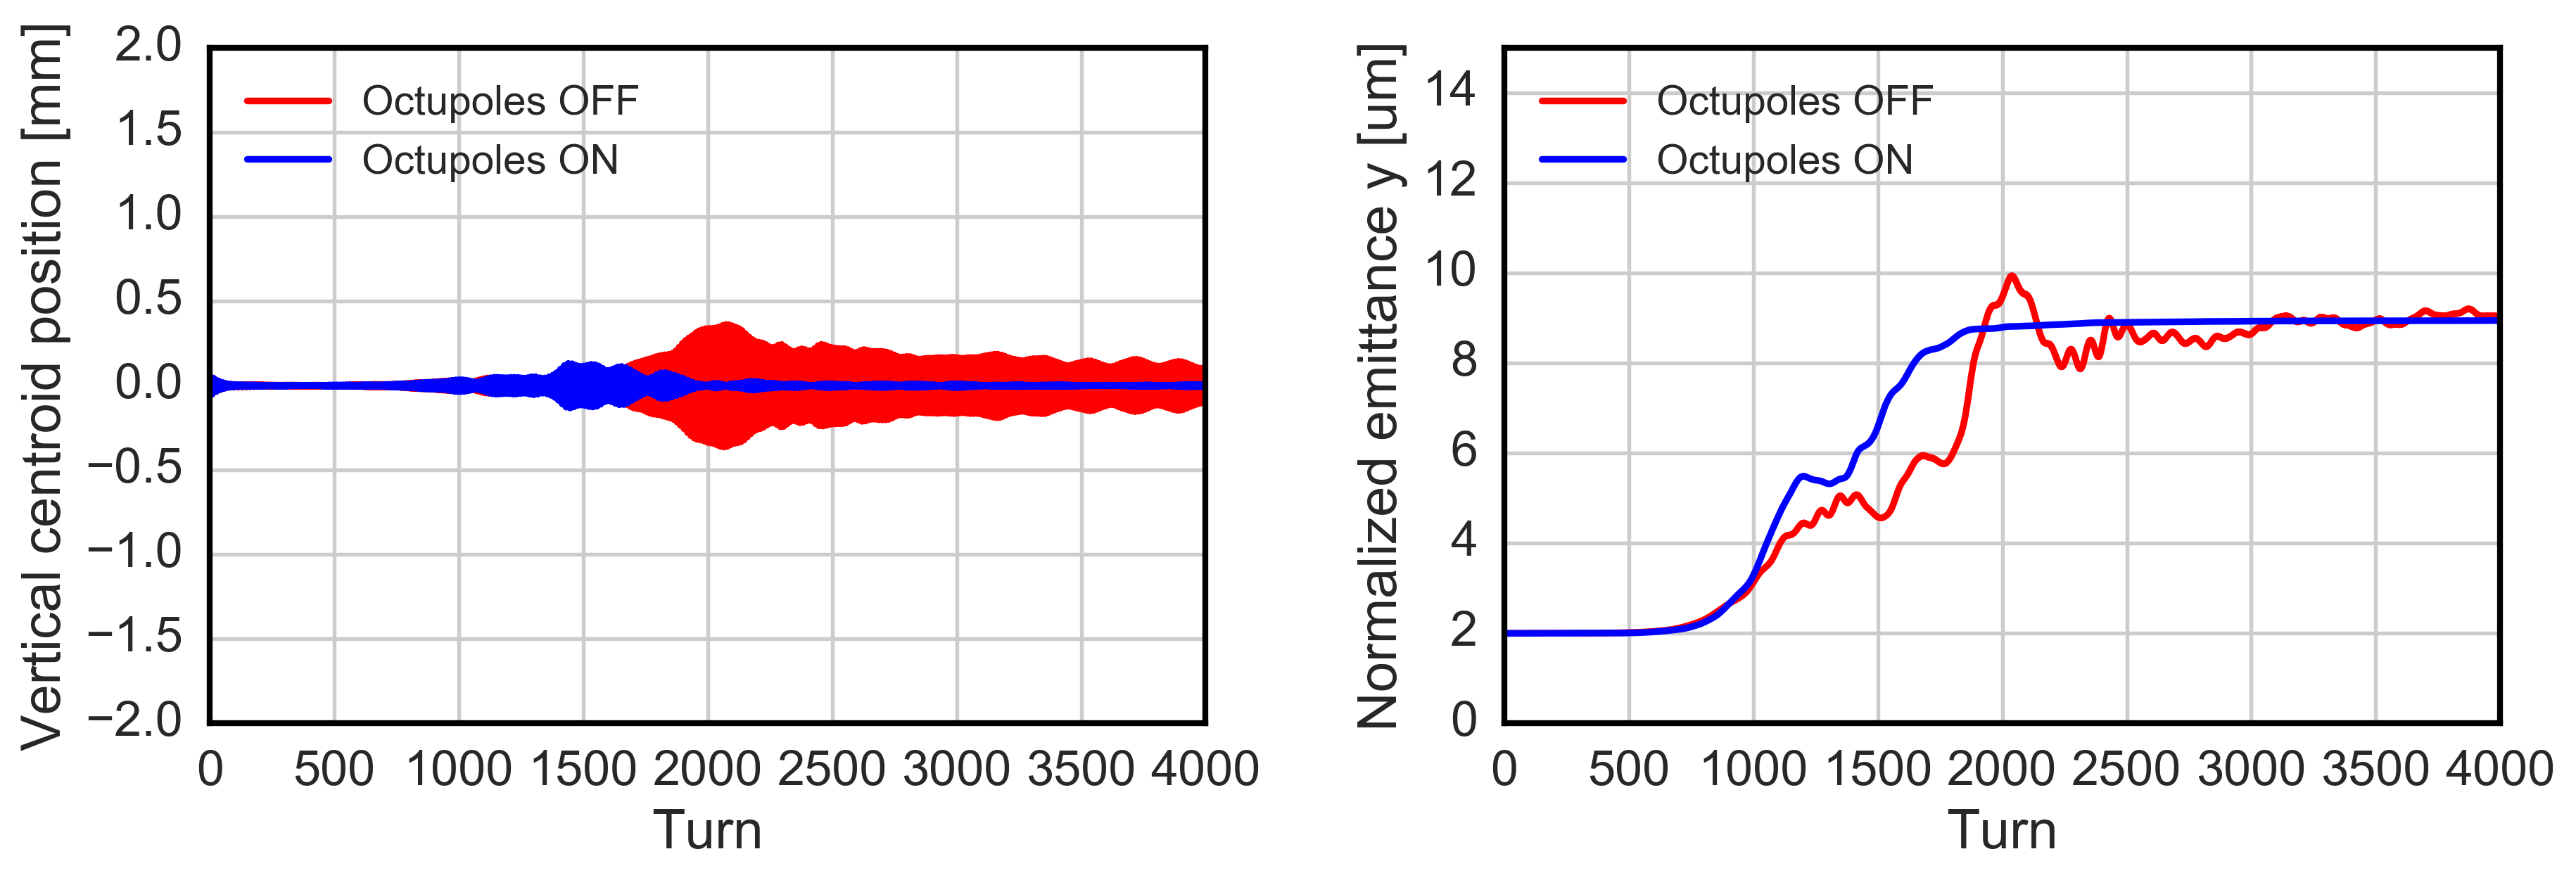 Vertical centroid position [mm]
2.0
1.5
1.0
0.5
0.0
−0.5
−1.0
−1.5
−2.0
Octupoles OFF
Octupoles ON
0 500 1000 1500 2000 2500 3000 3500 4000
Turn
Normalized emittance y [um]
14
12
10
8
6
4
2
0
Octupoles OFF
Octupoles ON
0 500 1000 1500 2000 2500 3000 3500 4000
Turn